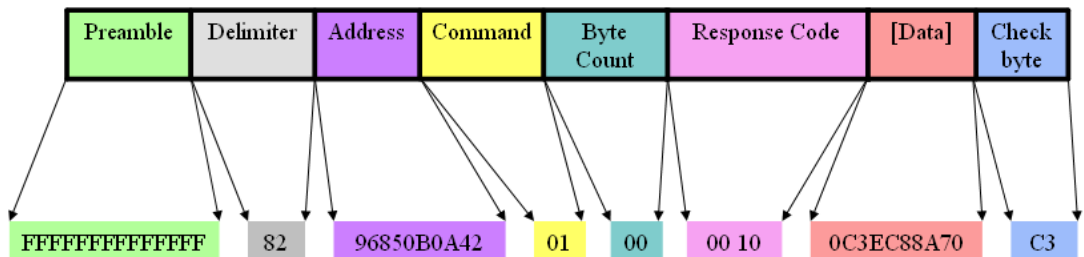 Preamble Delimiter Address Command Byte Count Response Code [Data] Check byte
FFFFFFFFFFFFFF 82 96850B0A42 01 00 00 10 0C3EC88A70 C3